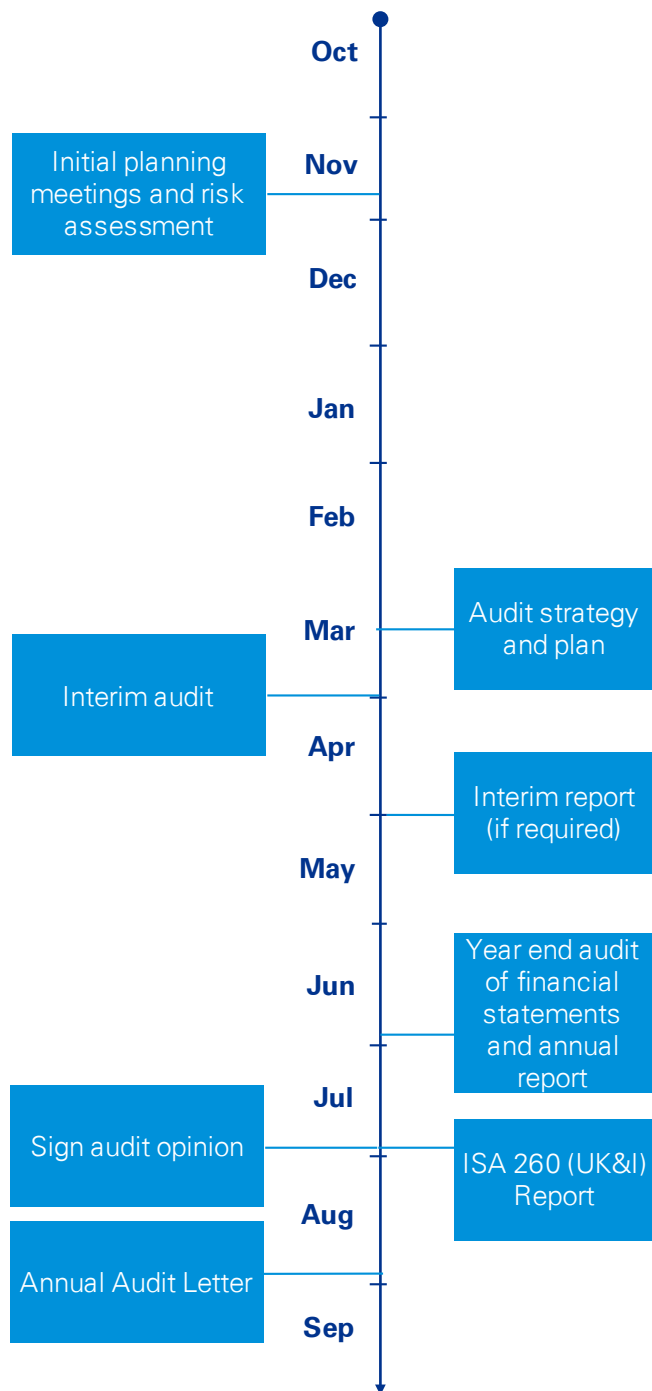 Oct
Nov
Initial planning
meetings and risk
assessment
Dec
Jan
Feb
Mar
Audit strategy
and plan
Interim audit
Apr
Interim report
(if required)
May
Year end audit
of financial
statements
and annual
report
Jun
Jul
Sign audit opinion
ISA 260 (UK&I)
Report
Aug
Annual Audit Letter
Sep